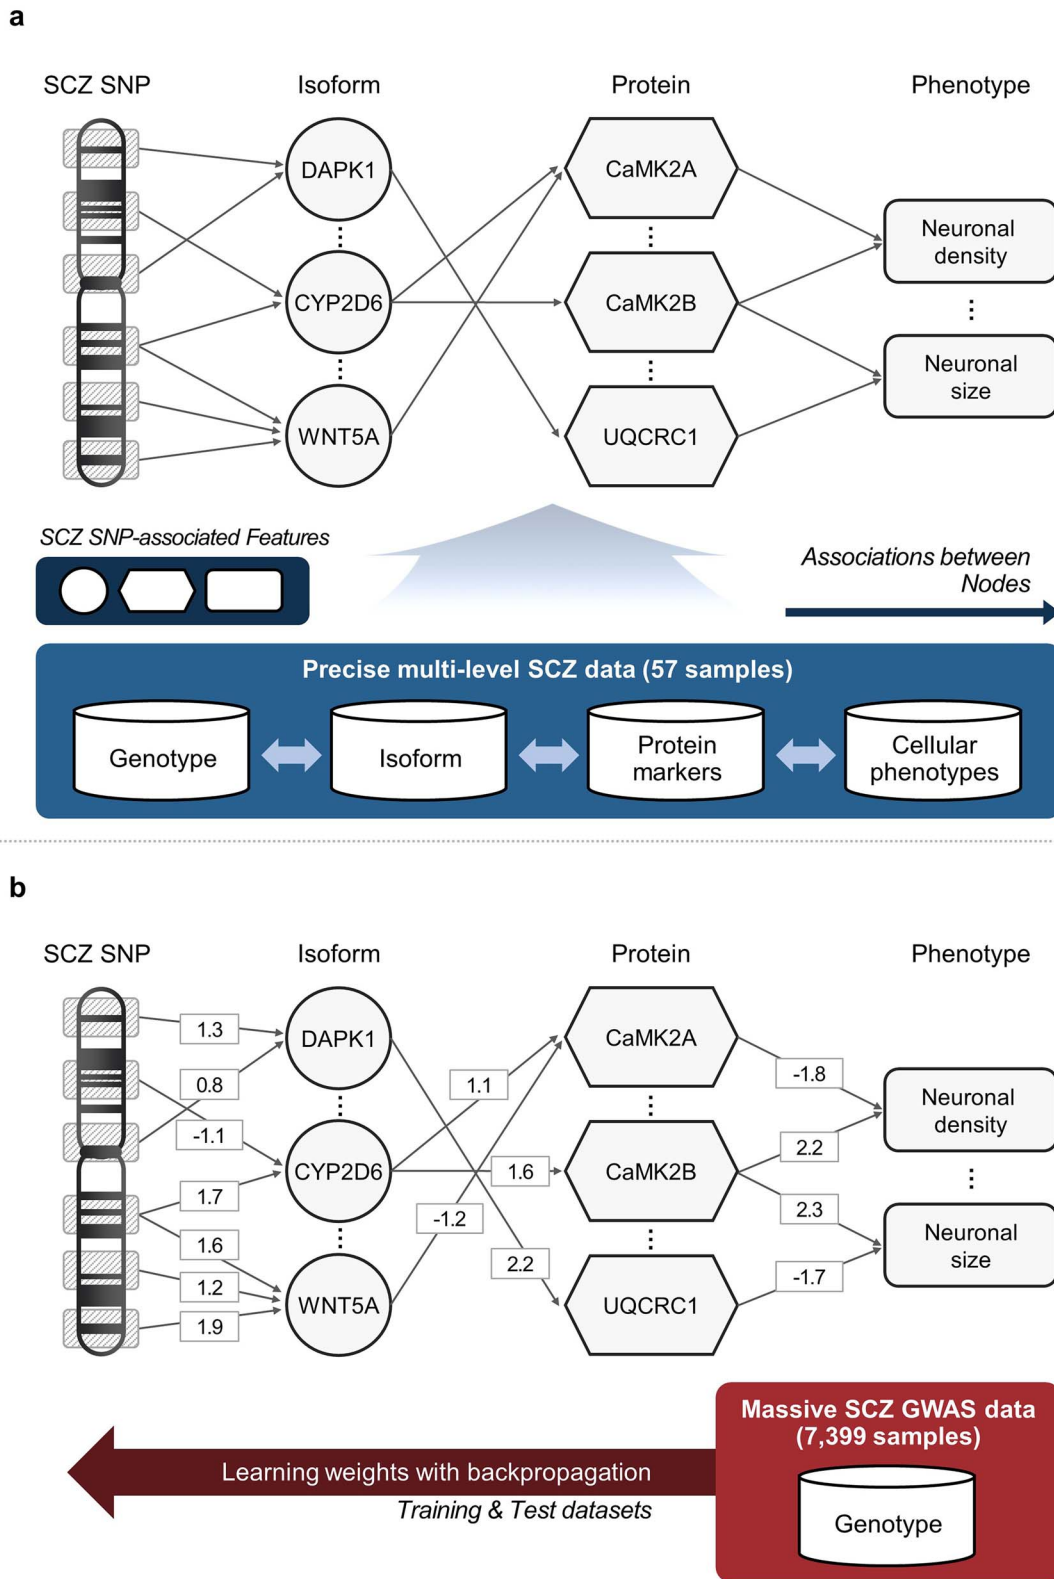 a
SCZ SNP
Isoform
Protein
Phenotype
DAPK1
CYP2D6
WNT5A
CaMK2A
CaMK2B
UQCRC1
Neuronal
density
Neuronal
size
SCZ SNP-associated Features
Associations between
Nodes
Precise multi-level SCZ data (57 samples)
Genotype
Isoform
Protein
markers
Cellular
phenotypes
b
SCZ SNP
Isoform
Protein
Phenotype
1.3
0.8
-1.1
1.7
1.6
1.2
1.9
DAPK1
CYP2D6
WNT5A
1.1
1.6
-1.2
2.2
CaMK2A
CaMK2B
UQCRC1
-1.8
2.2
2.3
-1.7
Neuronal
density
Neuronal
size
Massive SCZ GWAS data
(7,399 samples)
Genotype
Learning weights with backpropagation
Training & Test datasets